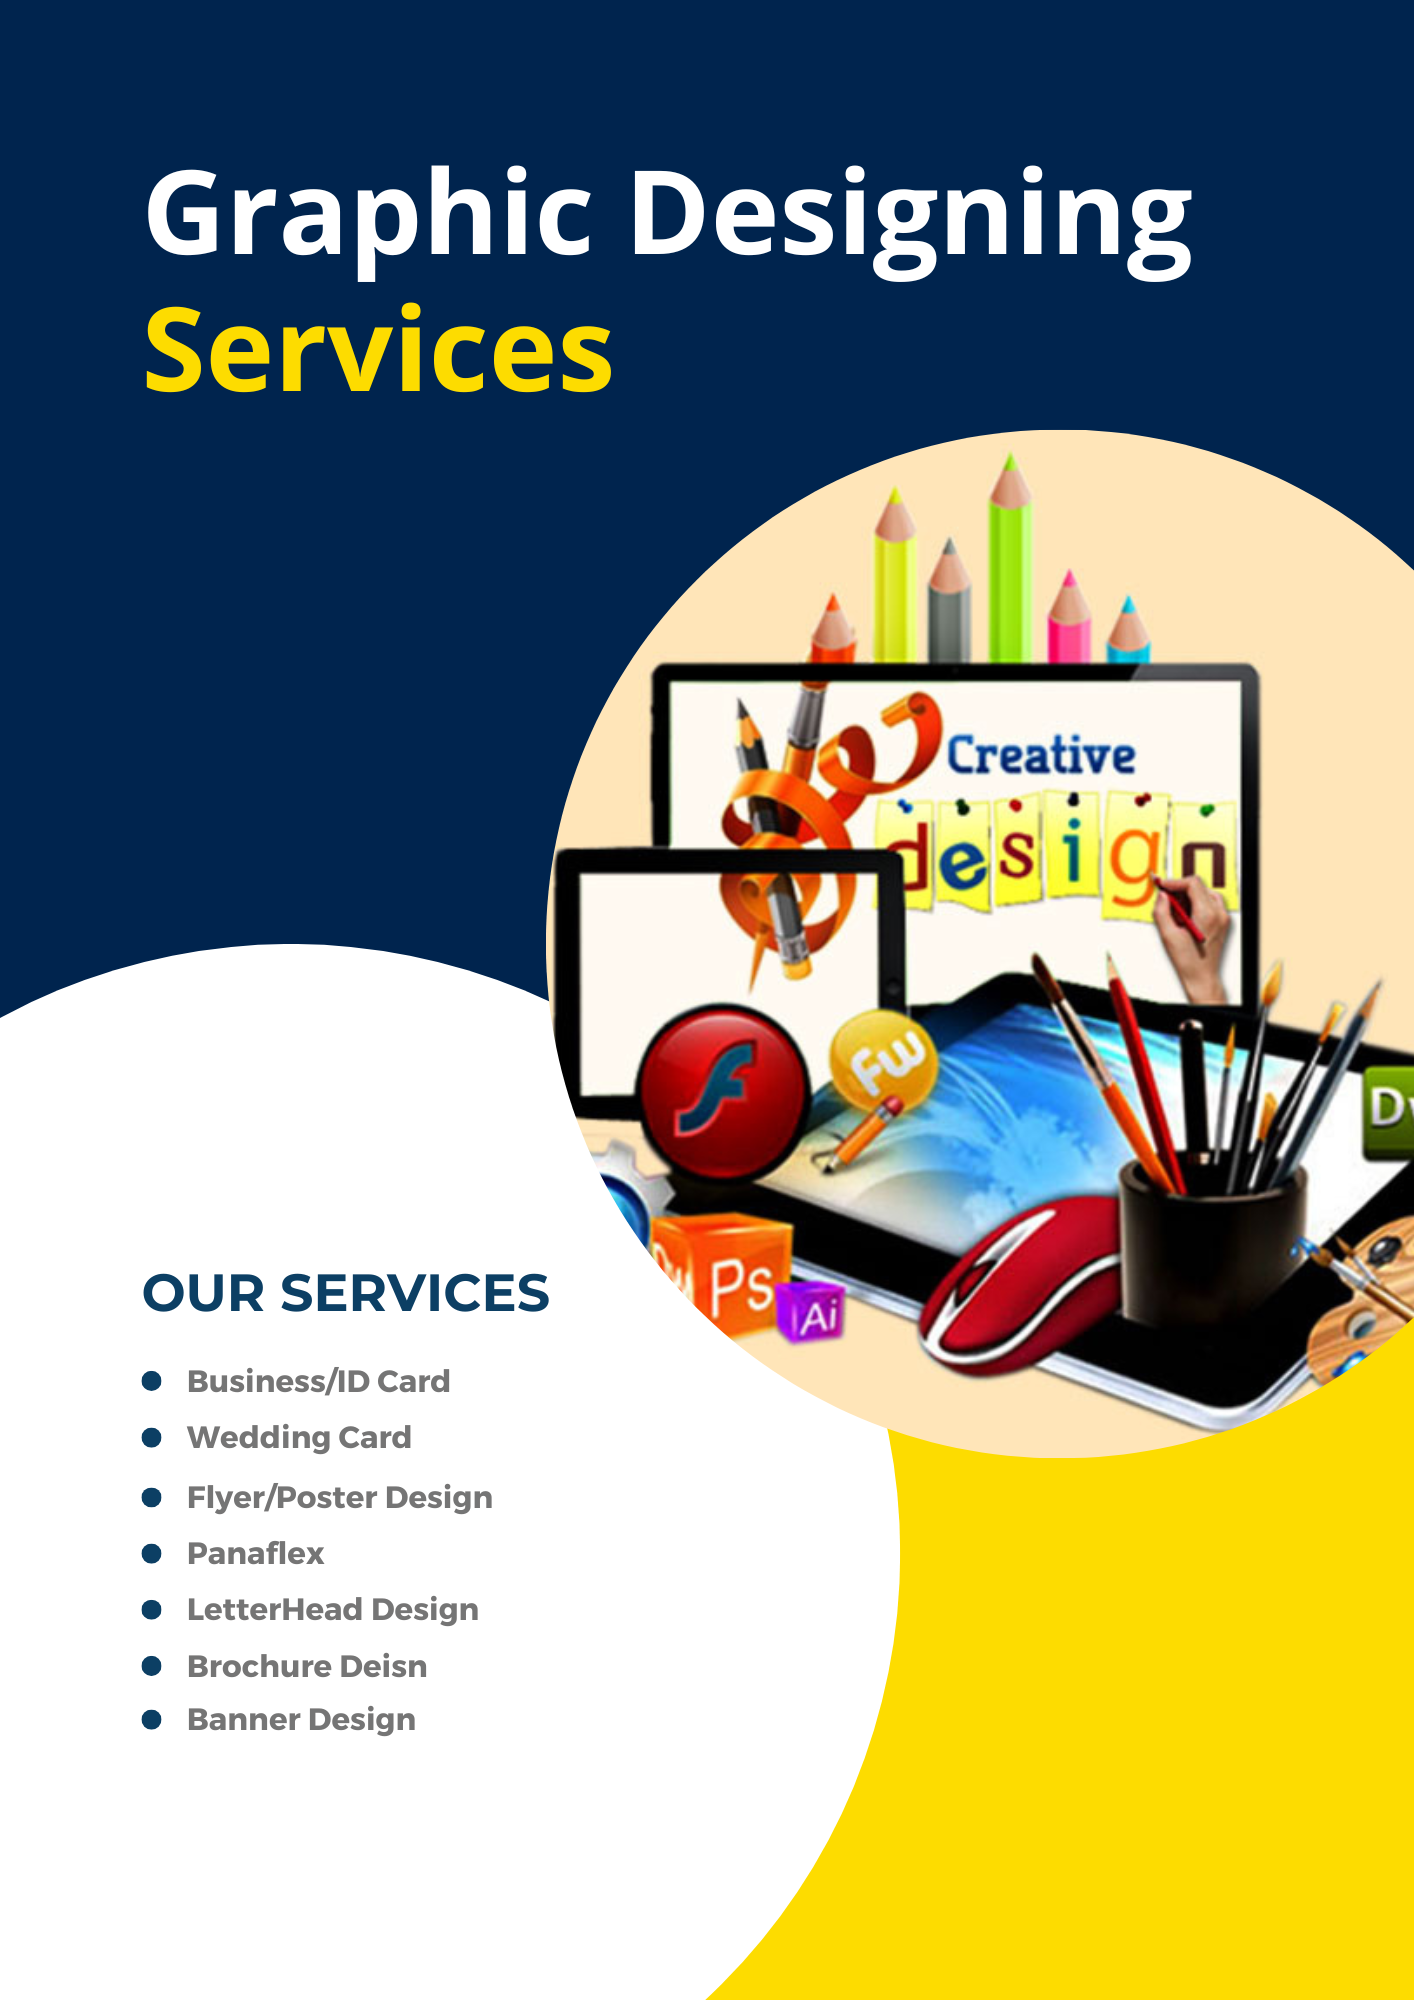 Graphic Designing
Services
Creative
design
Fw
Dw
Ps
Ai
OUR SERVICES
Business/ID Card
Wedding Card
Flyer/Poster Design
Panaflex
LetterHead Design
Brochure Deisn
Banner Design